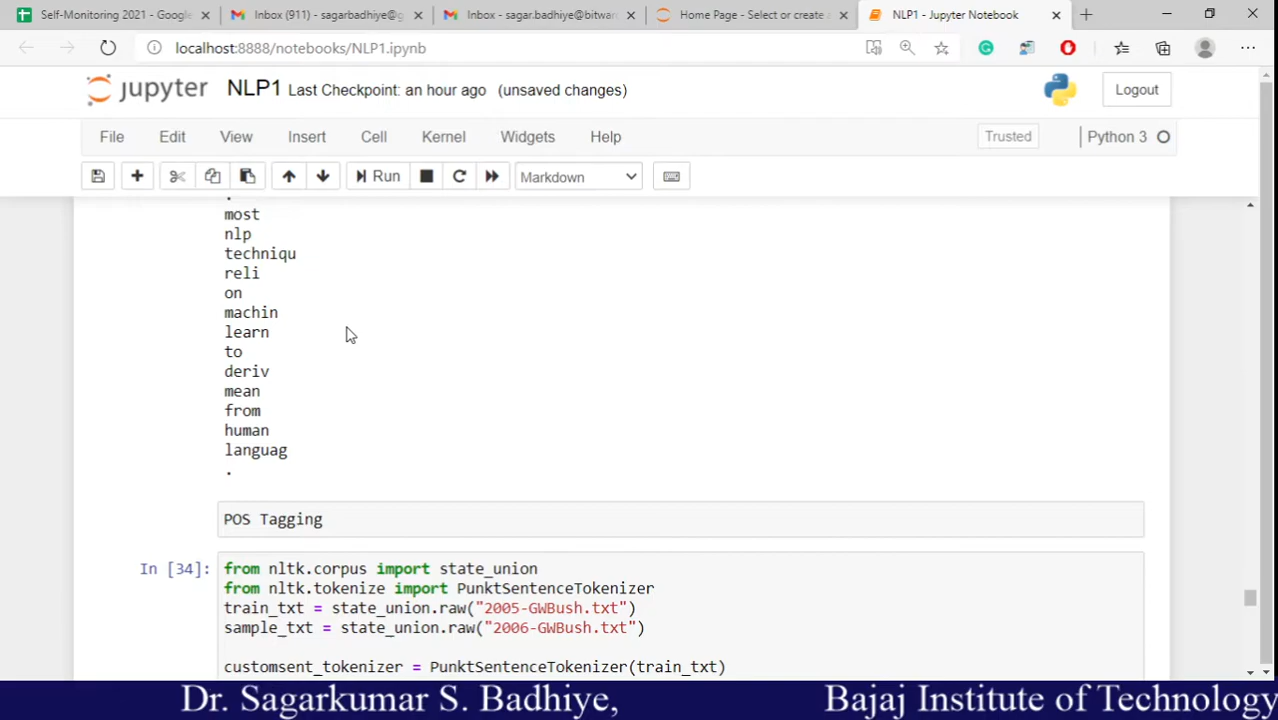 Self-Monitoring 2021 - Google
Inbox (911) - sagarbadhiye@g
Inbox - sagar.badhiye@bitwar
Home Page - Select or create
NLP1 - Jupyter Notebook
localhost:8888/notebooks/NLP1.ipynb
jupyter NLP1 Last Checkpoint: an hour ago (unsaved changes)
Logout
File Edit View Insert Cell Kernel Widgets Help
Trusted
Python 3
Run
Markdown
.
most
nlp
techniqu
reli
on
machin
learn
to
deriv
mean
from
human
languag
.
POS Tagging
In [34]:
from nltk.corpus import state_union
from nltk.tokenize import PunktSentenceTokenizer
train_txt = state_union.raw("2005-GWBush.txt")
sample_txt = state_union.raw("2006-GWBush.txt")
customsent_tokenizer = PunktSentenceTokenizer(train_txt)
Dr. Sagarkumar S. Badhiye, Bajaj Institute of Technology